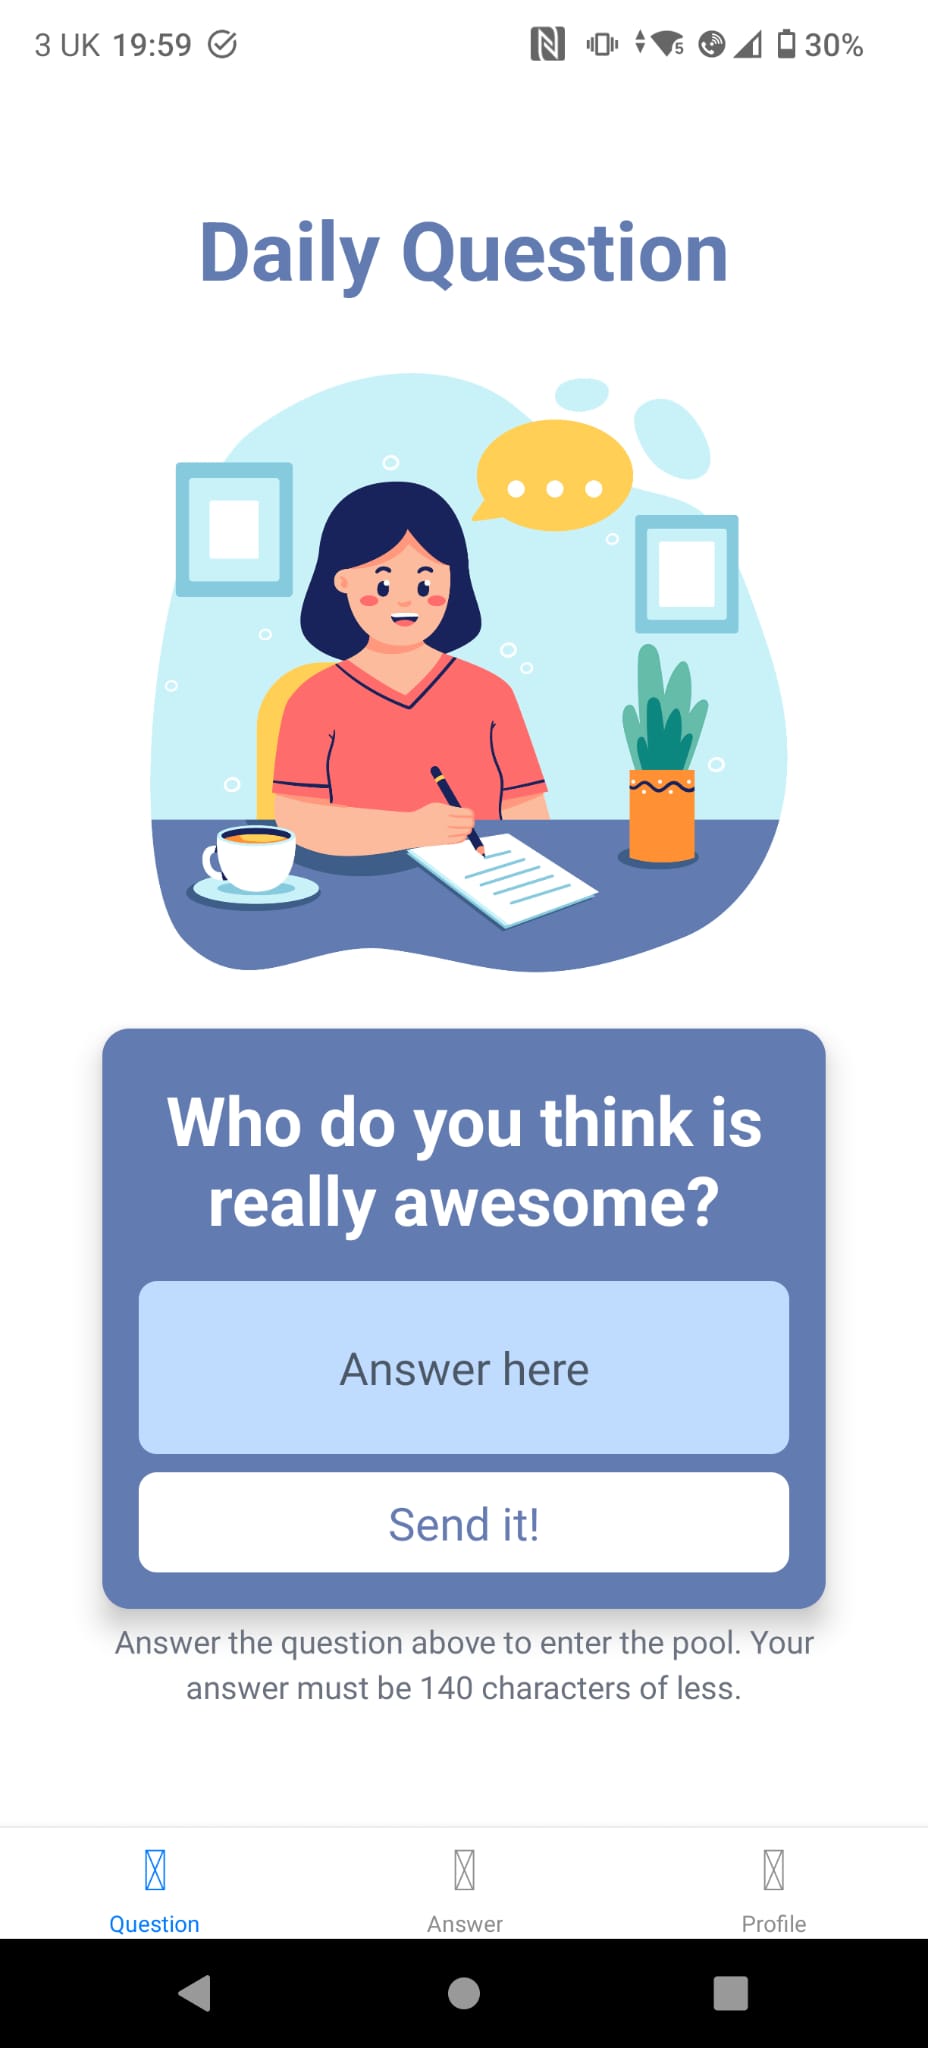 3 UK 19:59
5
30%
Daily Question
Who do you think is
really awesome?
Answer here
Send it!
Answer the question above to enter the pool. Your
answer must be 140 characters of less.
Question Answer Profile